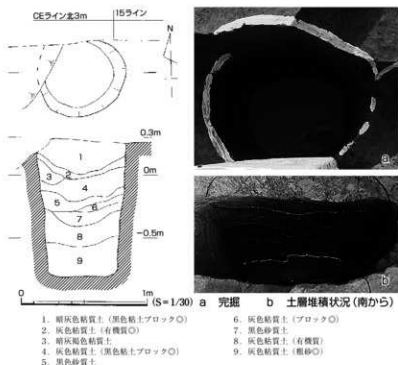 CEライン北3m
15ライン
N
0.3m
0m
-0.5m
1
2
3
4
5
6
7
8
9
a
b
0 1m
(S=1/30) a 完掘 b 土層堆積状況(南から)
1. 暗灰色粘質土(黒色粘土ブロック◎)
2. 灰色粘質土(有機質◎)
3. 暗灰褐色粘質土
4. 灰色粘質土(黒色粘土ブロック◎)
5. 黒色砂質土
6. 灰色粘質土(ブロック◎)
7. 黒色砂質土
8. 灰色粘質土(有機質)
9. 灰色粘質土(粗砂◎)